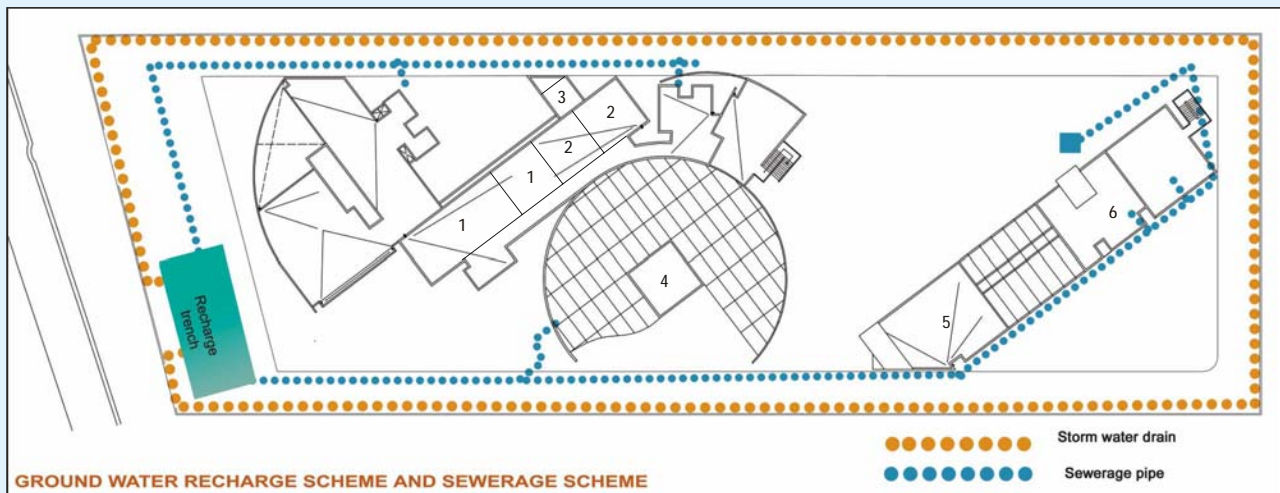 3
2
2
1
1
4
6
5
Recharge
trench
Storm water drain
Sewerage pipe
GROUND WATER RECHARGE SCHEME AND SEWERAGE SCHEME